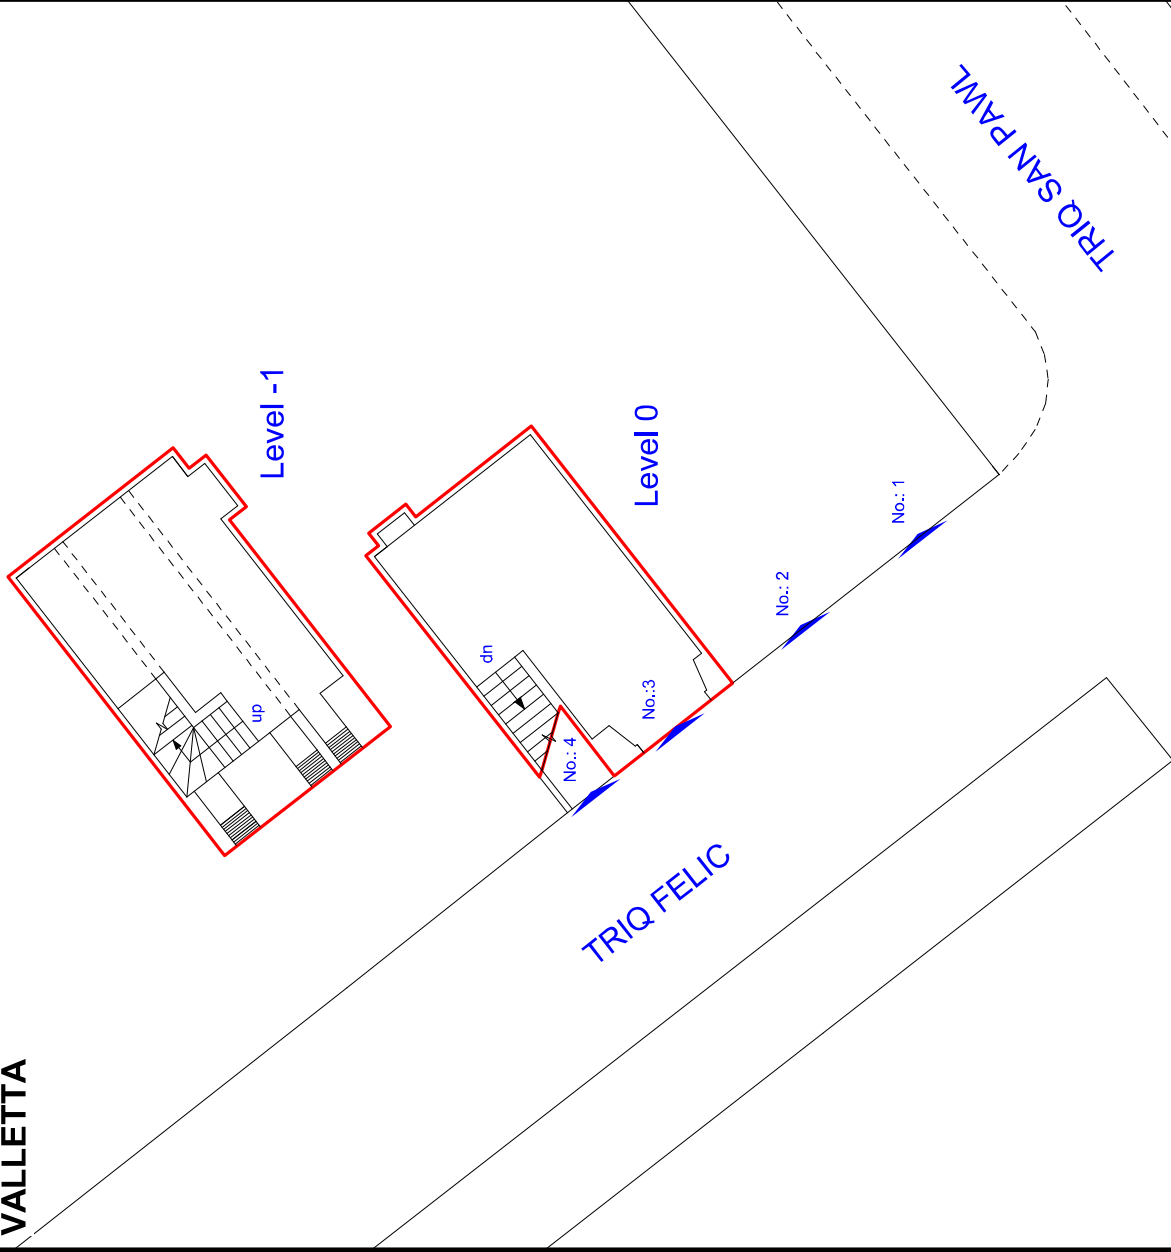 VALLETTA
Level -1
up
Level 0
dn
No.: 4
No.:3
No.: 2
No.: 1
TRIQ FELIC
TRIQ SAN PAWL